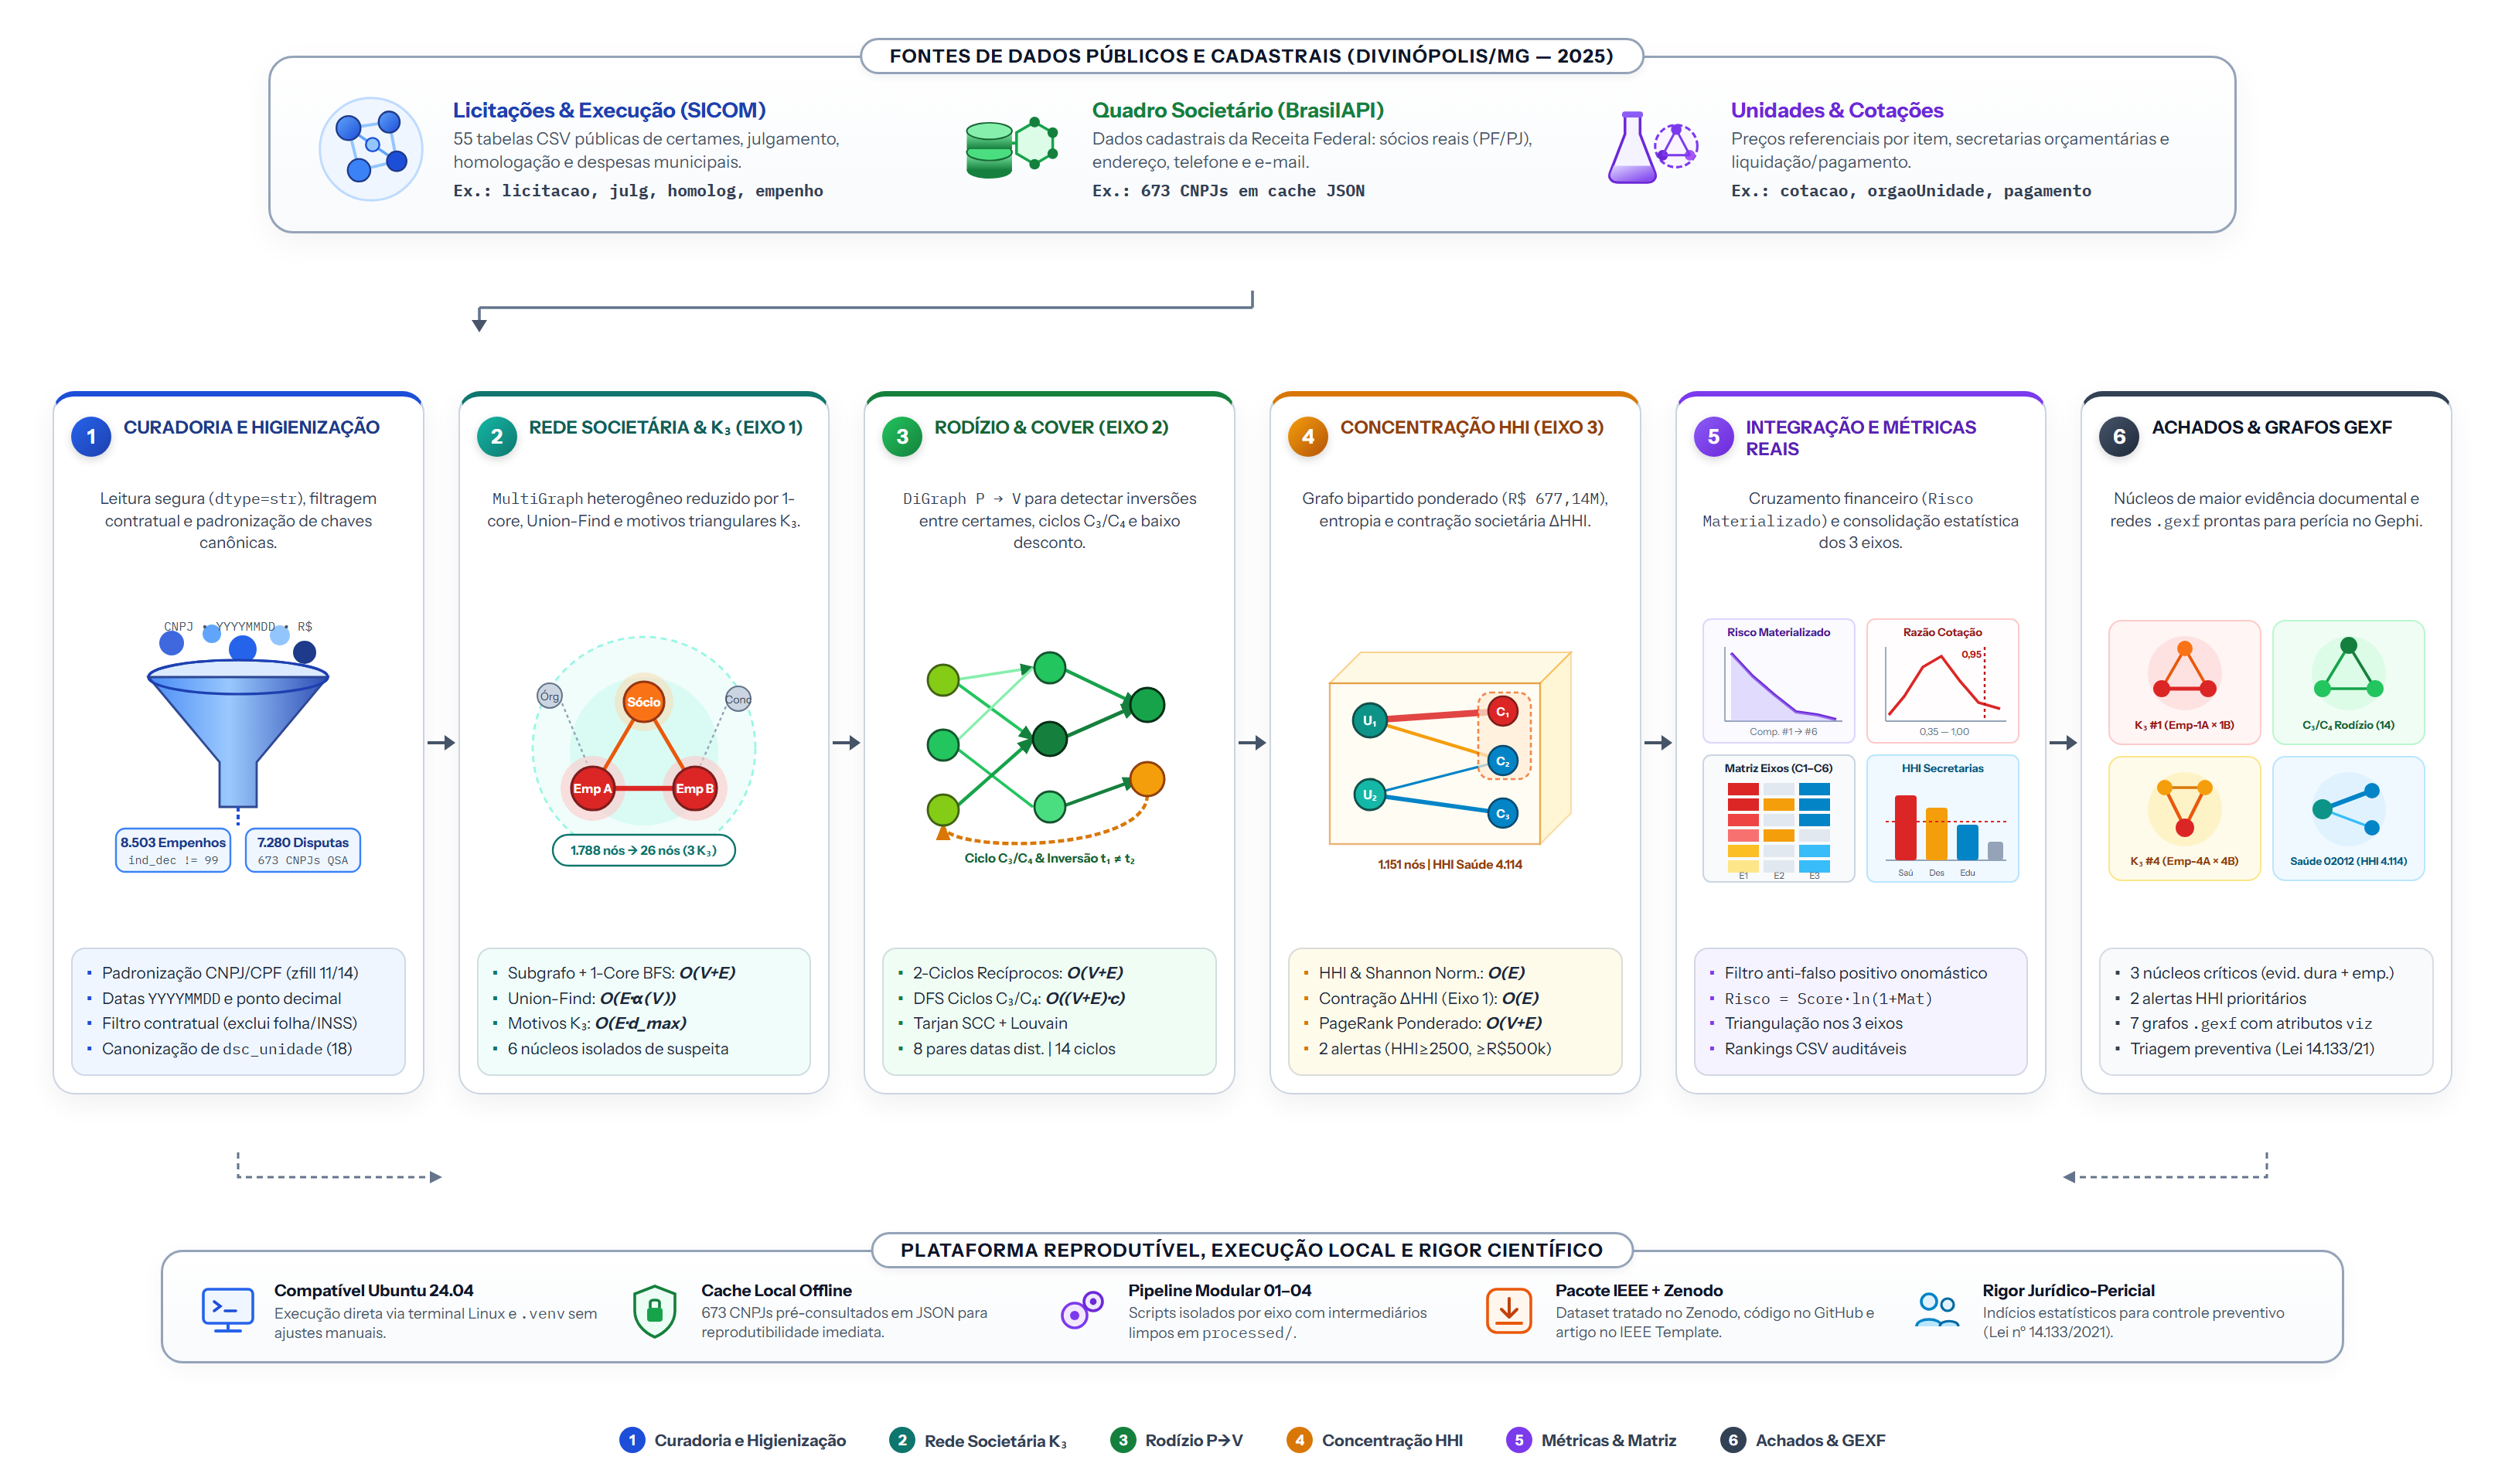 FONTES DE DADOS PÚBLICOS E CADASTRAIS (DIVINÓPOLIS/MG — 2025)
Licitações & Execução (SICOM)
55 tabelas CSV públicas de certames, julgamento,
homologação e despesas municipais.
Ex.: licitacao, julg, homolog, empenho
Quadro Societário (BrasilAPI)
Dados cadastrais da Receita Federal: sócios reais (PF/PJ),
endereço, telefone e e-mail.
Ex.: 673 CNPJs em cache JSON
Unidades & Cotações
Preços referenciais por item, secretarias orçamentárias e
liquidação/pagamento.
Ex.: cotacao, orgaoUnidade, pagamento
1 CURADORIA E HIGIENIZAÇÃO
Leitura segura (dtype=str), filtragem
contratual e padronização de chaves
canônicas.
CNPJ • YYYYMMDD • R$
8.503 Empenhos
ind_dec != 99
7.280 Disputas
673 CNPJs QSA
▪ Padronização CNPJ/CPF (zfill 11/14)
▪ Datas YYYYMMDD e ponto decimal
▪ Filtro contratual (exclui folha/INSS)
▪ Canonização de dsc_unidade (18)
2 REDE SOCIETÁRIA & K₃ (EIXO 1)
MultiGraph heterogêneo reduzido por 1-
core, Union-Find e motivos triangulares K₃.
Órg
Sócio
Conc
Emp A
Emp B
1.788 nós → 26 nós (3 K₃)
▪ Subgrafo + 1-Core BFS: O(V+E)
▪ Union-Find: O(E·α(V))
▪ Motivos K₃: O(E·d_max)
▪ 6 núcleos isolados de suspeita
3 RODÍZIO & COVER (EIXO 2)
DiGraph P → V para detectar inversões
entre certames, ciclos C₃/C₄ e baixo
desconto.
Ciclo C₃/C₄ & Inversão t₁ ≠ t₂
▪ 2-Ciclos Recíprocos: O(V+E)
▪ DFS Ciclos C₃/C₄: O((V+E)·c)
▪ Tarjan SCC + Louvain
▪ 8 pares datas dist. | 14 ciclos
4 CONCENTRAÇÃO HHI (EIXO 3)
Grafo bipartido ponderado (R$ 677,14M),
entropia e contração societária ΔHHI.
U₁
C₁
C₂
U₂
C₃
1.151 nós | HHI Saúde 4.114
▪ HHI & Shannon Norm.: O(E)
▪ Contração ΔHHI (Eixo 1): O(E)
▪ PageRank Ponderado: O(V+E)
▪ 2 alertas (HHI≥2500, ≥R$500k)
5 INTEGRAÇÃO E MÉTRICAS
REAIS
Cruzamento financeiro (Risco
Materializado) e consolidação estatística
dos 3 eixos.
Risco Materializado
Comp. #1 → #6
Razão Cotação
0,95
0,35 — 1,00
Matriz Eixos (C1–C6)
E1 E2 E3
HHI Secretarias
Saú Des Edu
▪ Filtro anti-falso positivo onomástico
▪ Risco = Score·ln(1+Mat)
▪ Triangulação nos 3 eixos
▪ Rankings CSV auditáveis
6 ACHADOS & GRAFOS GEXF
Núcleos de maior evidência documental e
redes .gexf prontas para perícia no Gephi.
K₃ #1 (Emp-1A × 1B)
C₃/C₄ Rodízio (14)
K₃ #4 (Emp-4A × 4B)
Saúde 02012 (HHI 4.114)
▪ 3 núcleos críticos (evid. dura + emp.)
▪ 2 alertas HHI prioritários
▪ 7 grafos .gexf com atributos viz
▪ Triagem preventiva (Lei 14.133/21)
PLATAFORMA REPRODUTÍVEL, EXECUÇÃO LOCAL E RIGOR CIENTÍFICO
Compatível Ubuntu 24.04
Execução direta via terminal Linux e .venv sem
ajustes manuais.
Cache Local Offline
673 CNPJs pré-consultados em JSON para
reprodutibilidade imediata.
Pipeline Modular 01–04
Scripts isolados por eixo com intermediários
limpos em processed/.
Pacote IEEE + Zenodo
Dataset tratado no Zenodo, código no GitHub e
artigo no IEEE Template.
Rigor Jurídico-Pericial
Indícios estatísticos para controle preventivo
(Lei nº 14.133/2021).
1 Curadoria e Higienização
2 Rede Societária K₃
3 Rodízio P→V
4 Concentração HHI
5 Métricas & Matriz
6 Achados & GEXF